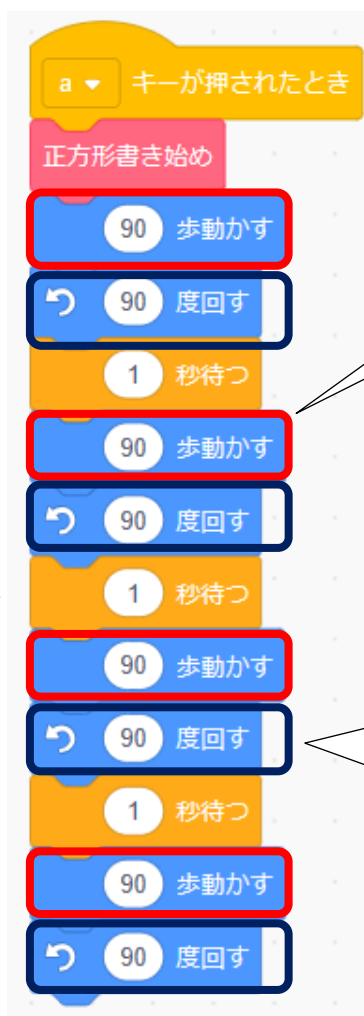 a キーが押されたとき
正方形書き始め
90 歩動かす
90 度回す
1 秒待つ
90 歩動かす
90 度回す
1 秒待つ
90 歩動かす
90 度回す
1 秒待つ
90 歩動かす
90 度回す